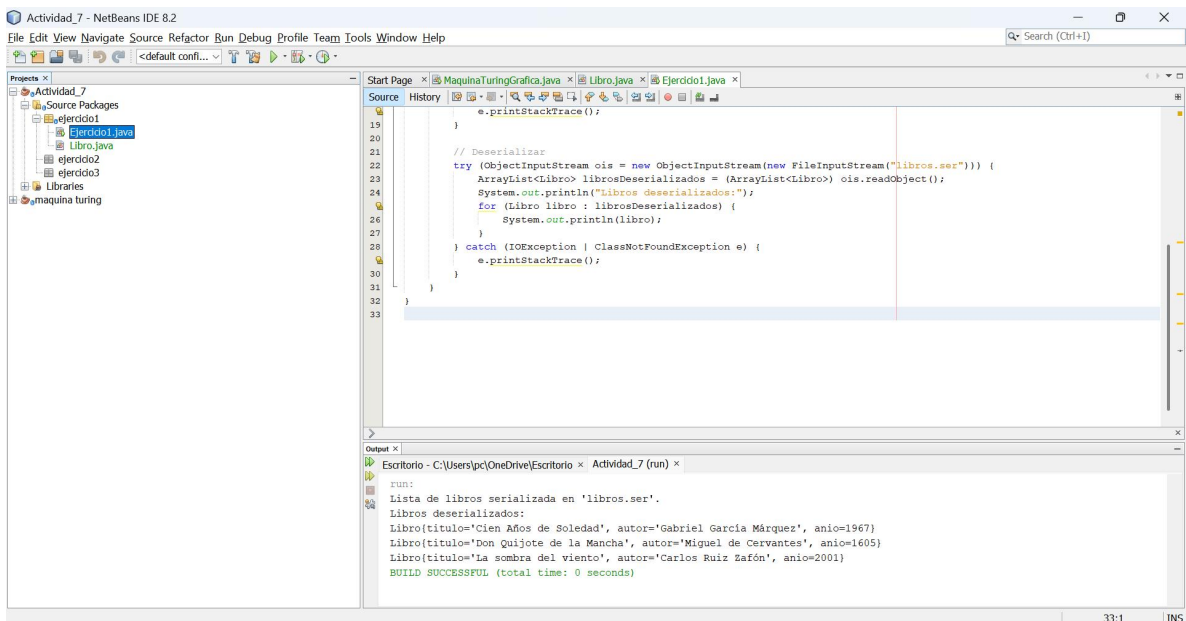 Actividad_7 - NetBeans IDE 8.2
File Edit View Navigate Source Refactor Run Debug Profile Team Tools Window Help
Search (Ctrl+I)
<default confi...
Projects
Start Page MaquinaTuringGrafica.java Libro.java Ejercicio1.java
Actividad_7
Source Packages
ejercicio1
Ejercicio1.java
Libro.java
ejercicio2
ejercicio3
Libraries
maquina turing
Source History
e.printStackTrace();
19 }
20
21 // Deserializar
22 try (ObjectInputStream ois = new ObjectInputStream(new FileInputStream("libros.ser"))) {
23 ArrayList<Libro> librosDeserializados = (ArrayList<Libro>) ois.readObject();
24 System.out.println("Libros deserializados:");
for (Libro libro : librosDeserializados) {
26 System.out.println(libro);
27 }
28 } catch (IOException | ClassNotFoundException e) {
e.printStackTrace();
30 }
31 }
32 }
33
Output
Escritorio - C:\Users\pc\OneDrive\Escritorio Actividad_7 (run)
run:
Lista de libros serializada en 'libros.ser'.
Libros deserializados:
Libro{titulo='Cien Años de Soledad', autor='Gabriel García Márquez', anio=1967}
Libro{titulo='Don Quijote de la Mancha', autor='Miguel de Cervantes', anio=1605}
Libro{titulo='La sombra del viento', autor='Carlos Ruiz Zafón', anio=2001}
BUILD SUCCESSFUL (total time: 0 seconds)
33:1 INS